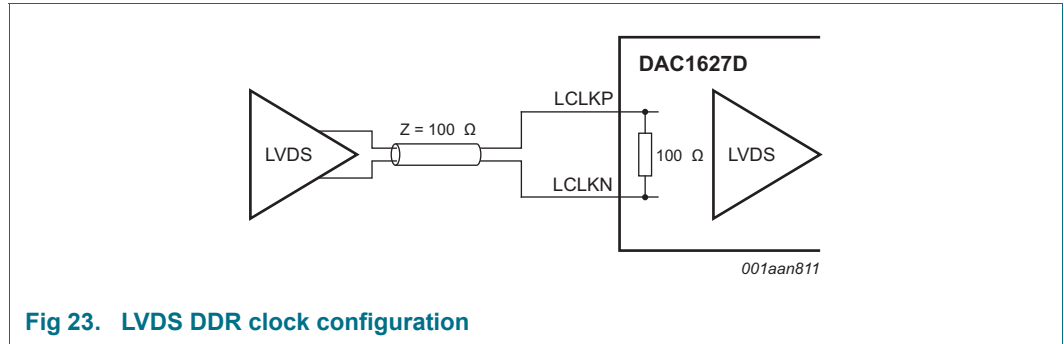 DAC1627D
LCLKP
Z = 100 Ω
LVDS
100 Ω
LVDS
LCLKN
001aan811
Fig 23. LVDS DDR clock configuration